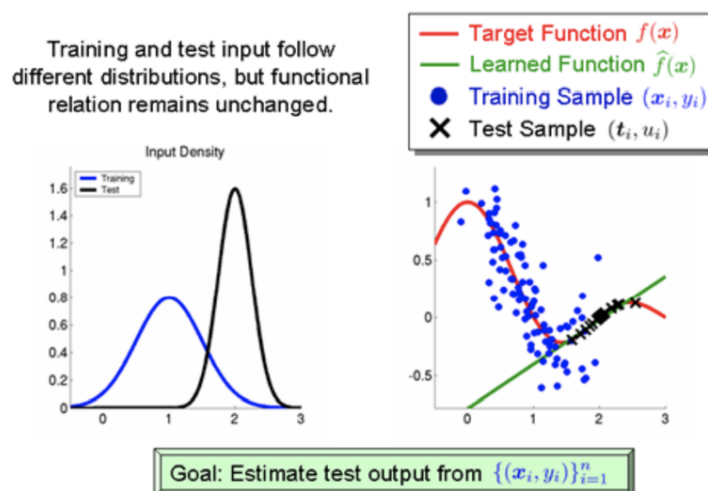 Training and test input follow
different distributions, but functional
relation remains unchanged.
Target Function f(x)
Learned Function f̂(x)
Training Sample (xᵢ, yᵢ)
Test Sample (tᵢ, uᵢ)
Input Density
Training
Test
1.6
1.4
1.2
1
0.8
0.6
0.4
0.2
0
0 1 2 3
1
0.5
0
-0.5
0 1 2 3
Goal: Estimate test output from {(xᵢ, yᵢ)}ⁿᵢ₌₁